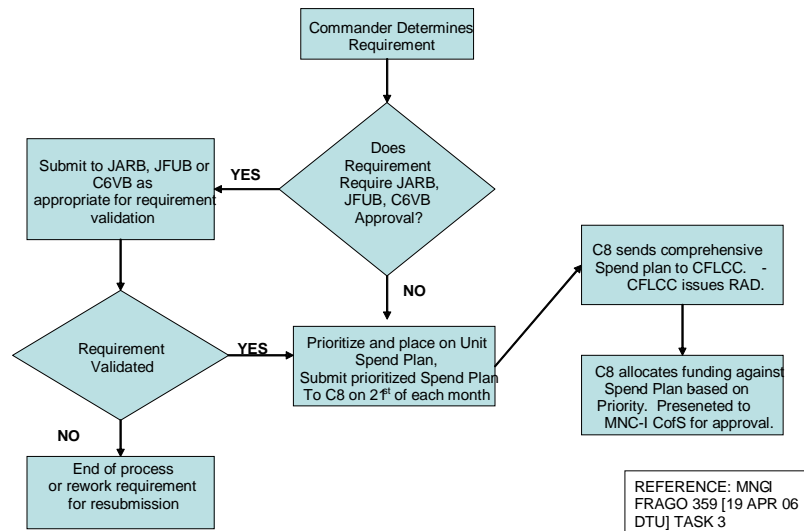 Commander Determines
Requirement
Does
Requirement
Require JARB,
JFUB, C6VB
Approval?
YES
Submit to JARB, JFUB or
C6VB as
appropriate for requirement
validation
NO
Requirement
Validated
YES
Prioritize and place on Unit
Spend Plan,
Submit prioritized Spend Plan
To C8 on 21st of each month
NO
End of process
or rework requirement
for resubmission
C8 sends comprehensive
Spend plan to CFLCC. -
CFLCC issues RAD.
C8 allocates funding against
Spend Plan based on
Priority. Preseneted to
MNC-I CofS for approval.
REFERENCE: MNGI
FRAGO 359 [19 APR 06
DTU] TASK 3